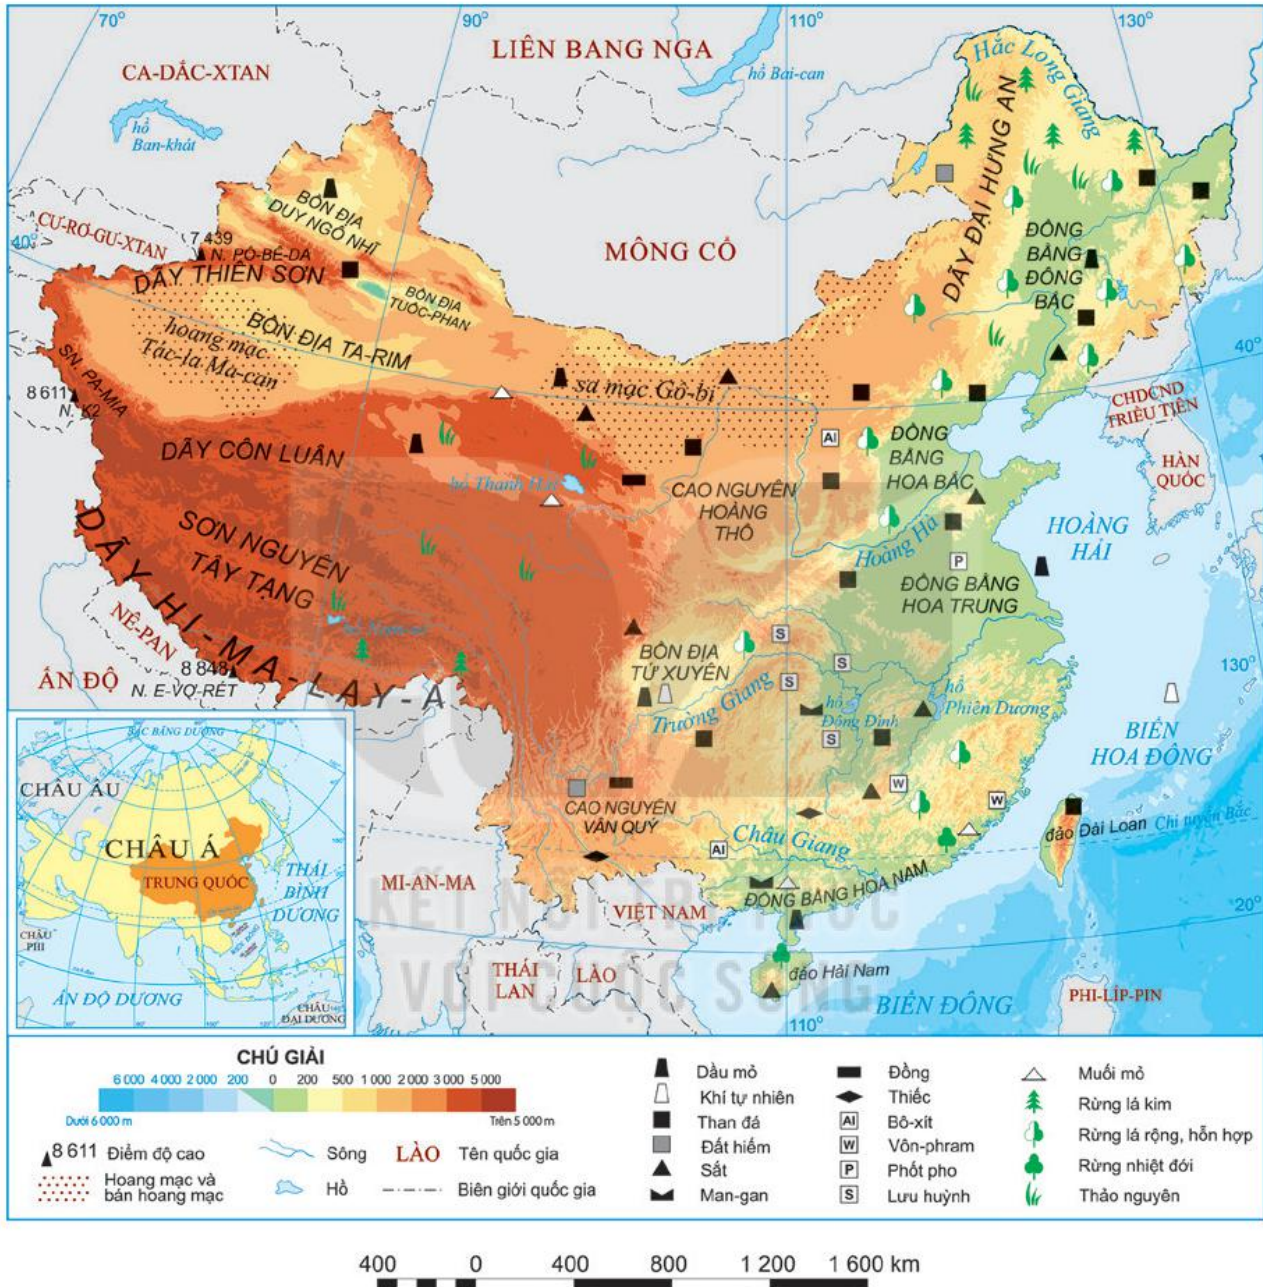 70°
90°
110°
130°
LIÊN BANG NGA
CA-DẮC-XTAN
hồ Bai-can
hồ
Ban-khát
Hắc Long Giang
DÃY ĐẠI HƯNG AN
BỒN ĐỊA
DUY NGÔ NHĨ
CƯ-RƠ-GƯ-XTAN
7 439
N. PÔ-BÊ-ĐA
40°
DÃY THIÊN SƠN
MÔNG CỔ
ĐỒNG
BẰNG
ĐÔNG
BẮC
BỒN ĐỊA
TUỐC-PHAN
BỒN ĐỊA TA-RIM
hoang mạc
Tác-la Ma-can
SN. PA-MIA
8 611
N. K2
sa mạc Gô-bi
40°
CHDCND
TRIỀU TIÊN
HÀN
QUỐC
DÃY CÔN LUÂN
hồ Thanh Hải
Al
ĐỒNG
BẰNG
HOA BẮC
CAO NGUYÊN
HOÀNG
THỔ
Hoàng Hà
HOÀNG
HẢI
SƠN NGUYÊN
TÂY TẠNG
P
ĐỒNG BẰNG
HOA TRUNG
DÃY HI-MA-LAY-A
NÊ-PAN
ẤN ĐỘ
8 848
N. E-VƠ-RÉT
BỒN ĐỊA
TỨ XUYÊN
S
S
S
S
Trường Giang
hồ
Động Đình
hồ
Phiên Dương
130°
BIỂN
HOA ĐÔNG
W
W
CAO NGUYÊN
VÂN QUÝ
Châu Giang
Al
đảo Đài Loan
Chí tuyến Bắc
MI-AN-MA
VIỆT NAM
ĐỒNG BẰNG HOA NAM
20°
THÁI
LAN
LÀO
đảo Hải Nam
BIỂN ĐÔNG
PHI-LÍP-PIN
110°
KẾT NỐI TRI THỨC
VỚI CUỘC SỐNG
BẮC BĂNG DƯƠNG
CHÂU ÂU
CHÂU Á
TRUNG QUỐC
THÁI
BÌNH
DƯƠNG
CHÂU
PHI
ẤN ĐỘ DƯƠNG
CHÂU
ĐẠI DƯƠNG
CHÚ GIẢI
6 000 4 000 2 000 200 0 200 500 1 000 2 000 3 000 5 000
Dưới 6 000 m
Trên 5 000 m
8 611 Điểm độ cao
Sông
LÀO Tên quốc gia
Hoang mạc và
bán hoang mạc
Hồ
Biên giới quốc gia
Dầu mỏ
Khí tự nhiên
Than đá
Đất hiếm
Sắt
Man-gan
Đồng
Thiếc
Al Bô-xít
W Vôn-phram
P Phốt pho
S Lưu huỳnh
Muối mỏ
Rừng lá kim
Rừng lá rộng, hỗn hợp
Rừng nhiệt đới
Thảo nguyên
400 0 400 800 1 200 1 600 km